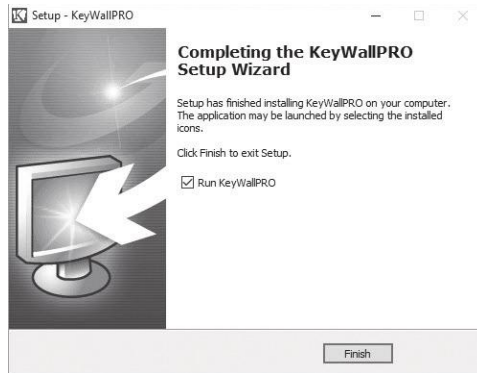 Setup - KeyWallPRO
Completing the KeyWallPRO
Setup Wizard
Setup has finished installing KeyWallPRO on your computer.
The application may be launched by selecting the installed
icons.
Click Finish to exit Setup.
Run KeyWallPRO
Finish